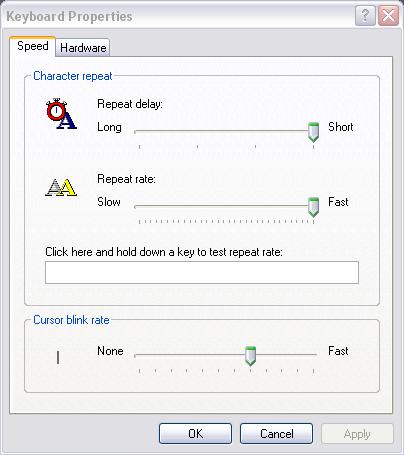 Keyboard Properties
Speed Hardware
Character repeat
Repeat delay:
Long Short
Repeat rate:
Slow Fast
Click here and hold down a key to test repeat rate:
Cursor blink rate
None Fast
OK Cancel Apply